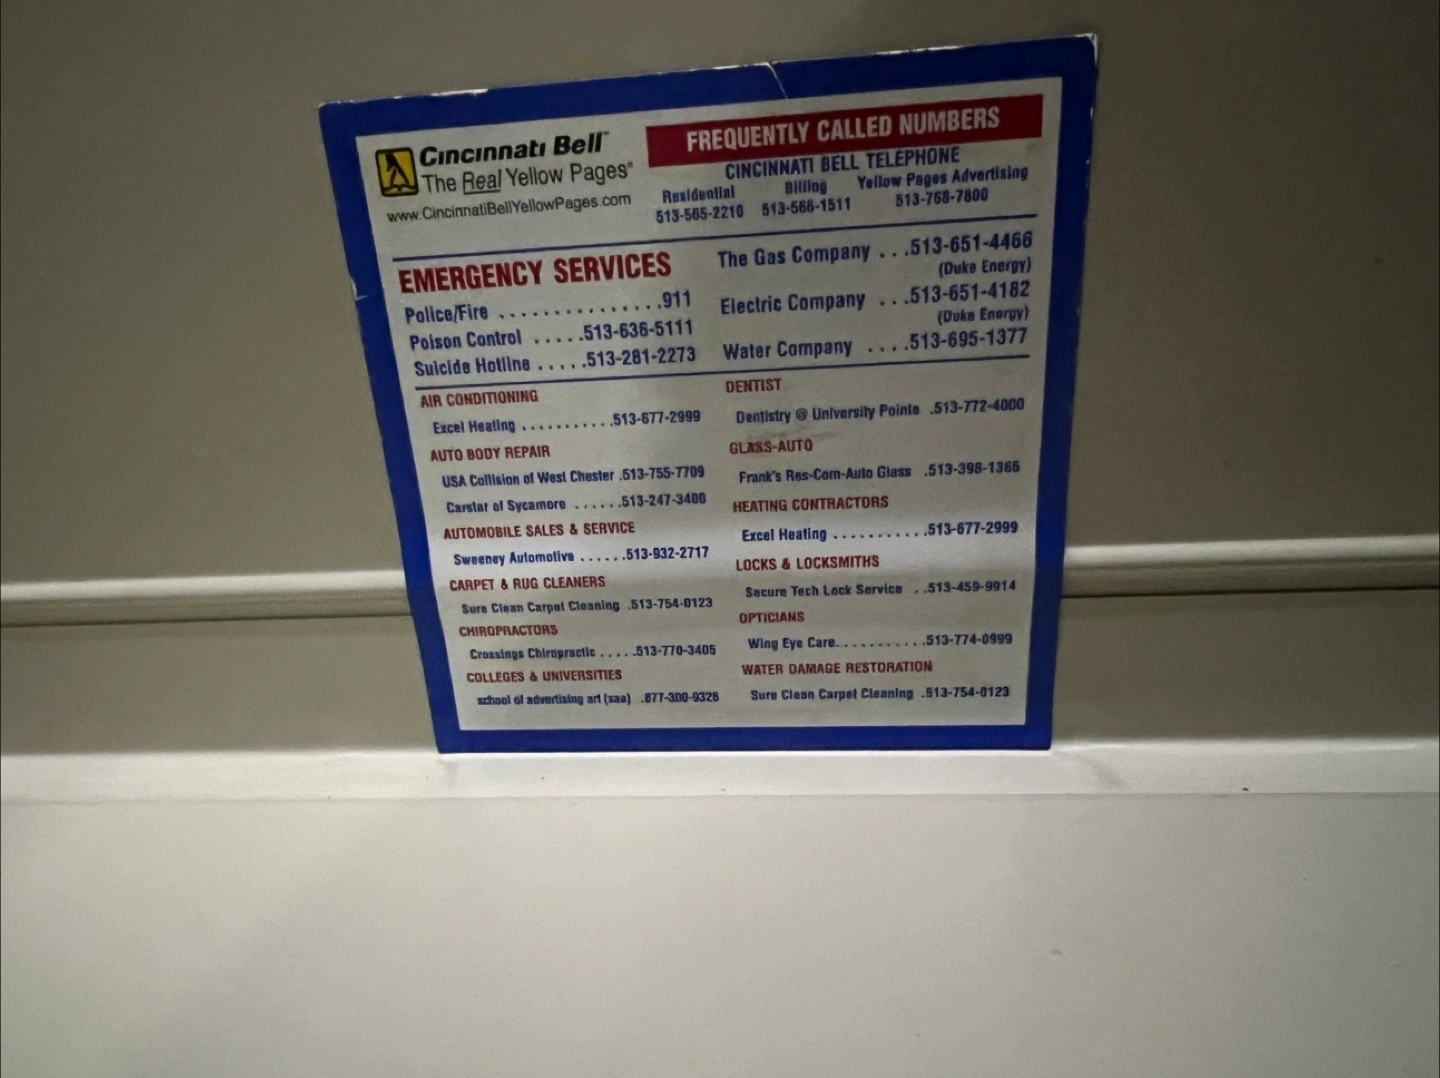 Cincinnati Bell™
The Real Yellow Pages®
www.CincinnatiBellYellowPages.com
FREQUENTLY CALLED NUMBERS
CINCINNATI BELL TELEPHONE
Residential Billing Yellow Pages Advertising
513-565-2210 513-566-1511 513-768-7800
EMERGENCY SERVICES
Police/Fire . . . . . . . . . . . . . . .911
Poison Control . . . . .513-636-5111
Suicide Hotline . . . . .513-281-2273
The Gas Company . . .513-651-4466
(Duke Energy)
Electric Company . . .513-651-4182
(Duke Energy)
Water Company . . . .513-695-1377
AIR CONDITIONING
Excel Heating . . . . . . . . . . .513-677-2999
AUTO BODY REPAIR
USA Collision of West Chester .513-755-7709
Carstar of Sycamore . . . . . .513-247-3400
AUTOMOBILE SALES & SERVICE
Sweeney Automotive . . . . . .513-932-2717
CARPET & RUG CLEANERS
Sure Clean Carpet Cleaning .513-754-0123
CHIROPRACTORS
Crossings Chiropractic . . . . .513-770-3405
COLLEGES & UNIVERSITIES
school of advertising art (saa) .877-300-9326
DENTIST
Dentistry @ University Pointe .513-772-4000
GLASS-AUTO
Frank's Res-Com-Auto Glass .513-398-1366
HEATING CONTRACTORS
Excel Heating . . . . . . . . . . .513-677-2999
LOCKS & LOCKSMITHS
Secure Tech Lock Service . .513-459-9914
OPTICIANS
Wing Eye Care. . . . . . . . . . .513-774-0999
WATER DAMAGE RESTORATION
Sure Clean Carpet Cleaning .513-754-0123